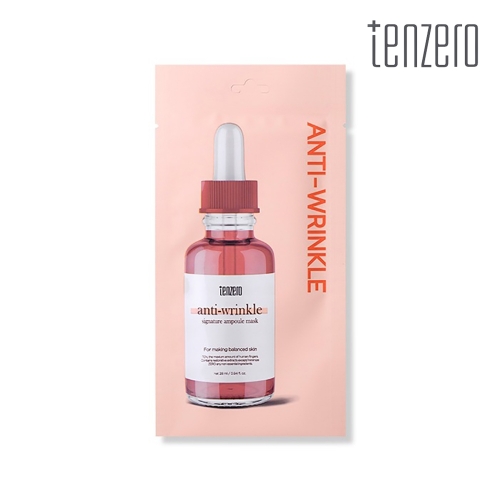 tenzero
ANTI-WRINKLE
tenzero
anti-wrinkle
signature ampoule mask
For making balanced skin